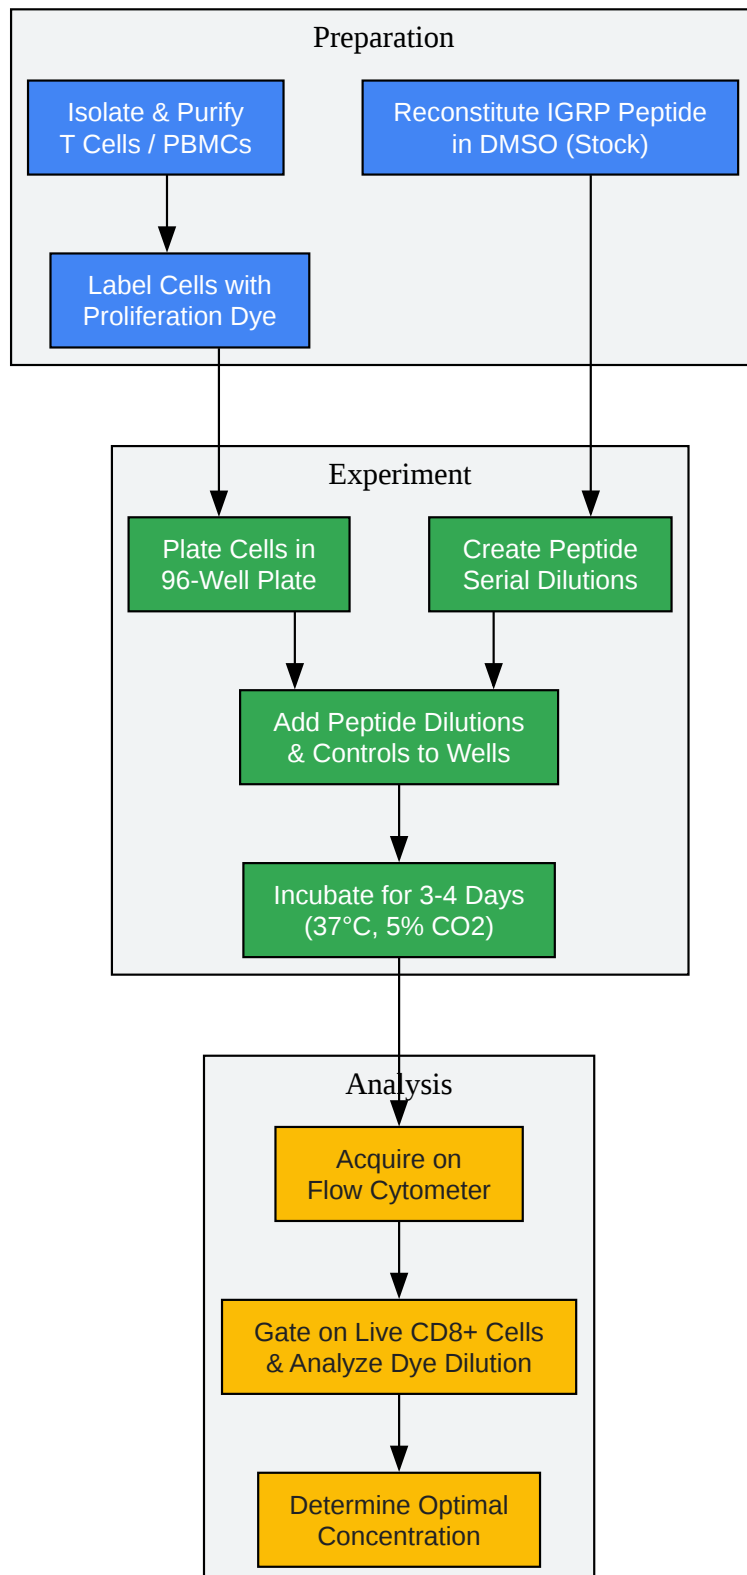 Preparation
Isolate & Purify
T Cells / PBMCs
Reconstitute IGRP Peptide
in DMSO (Stock)
Label Cells with
Proliferation Dye
Experiment
Plate Cells in
96-Well Plate
Create Peptide
Serial Dilutions
Add Peptide Dilutions
& Controls to Wells
Incubate for 3-4 Days
(37°C, 5% CO2)
Analysis
Acquire on
Flow Cytometer
Gate on Live CD8+ Cells
& Analyze Dye Dilution
Determine Optimal
Concentration